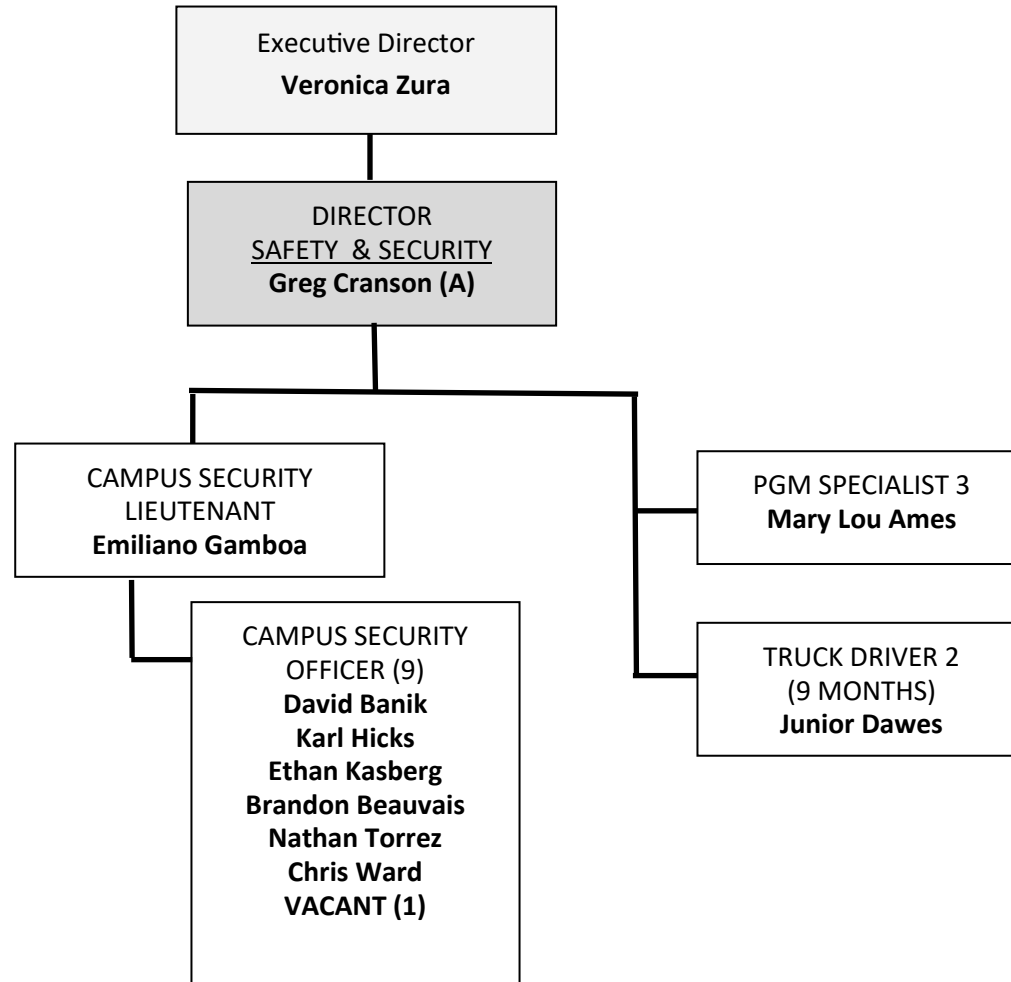 Executive Director
Veronica Zura
DIRECTOR
SAFETY & SECURITY
Greg Cranson (A)
CAMPUS SECURITY
LIEUTENANT
Emiliano Gamboa
CAMPUS SECURITY
OFFICER (9)
David Banik
Karl Hicks
Ethan Kasberg
Brandon Beauvais
Nathan Torrez
Chris Ward
VACANT (1)
PGM SPECIALIST 3
Mary Lou Ames
TRUCK DRIVER 2
(9 MONTHS)
Junior Dawes